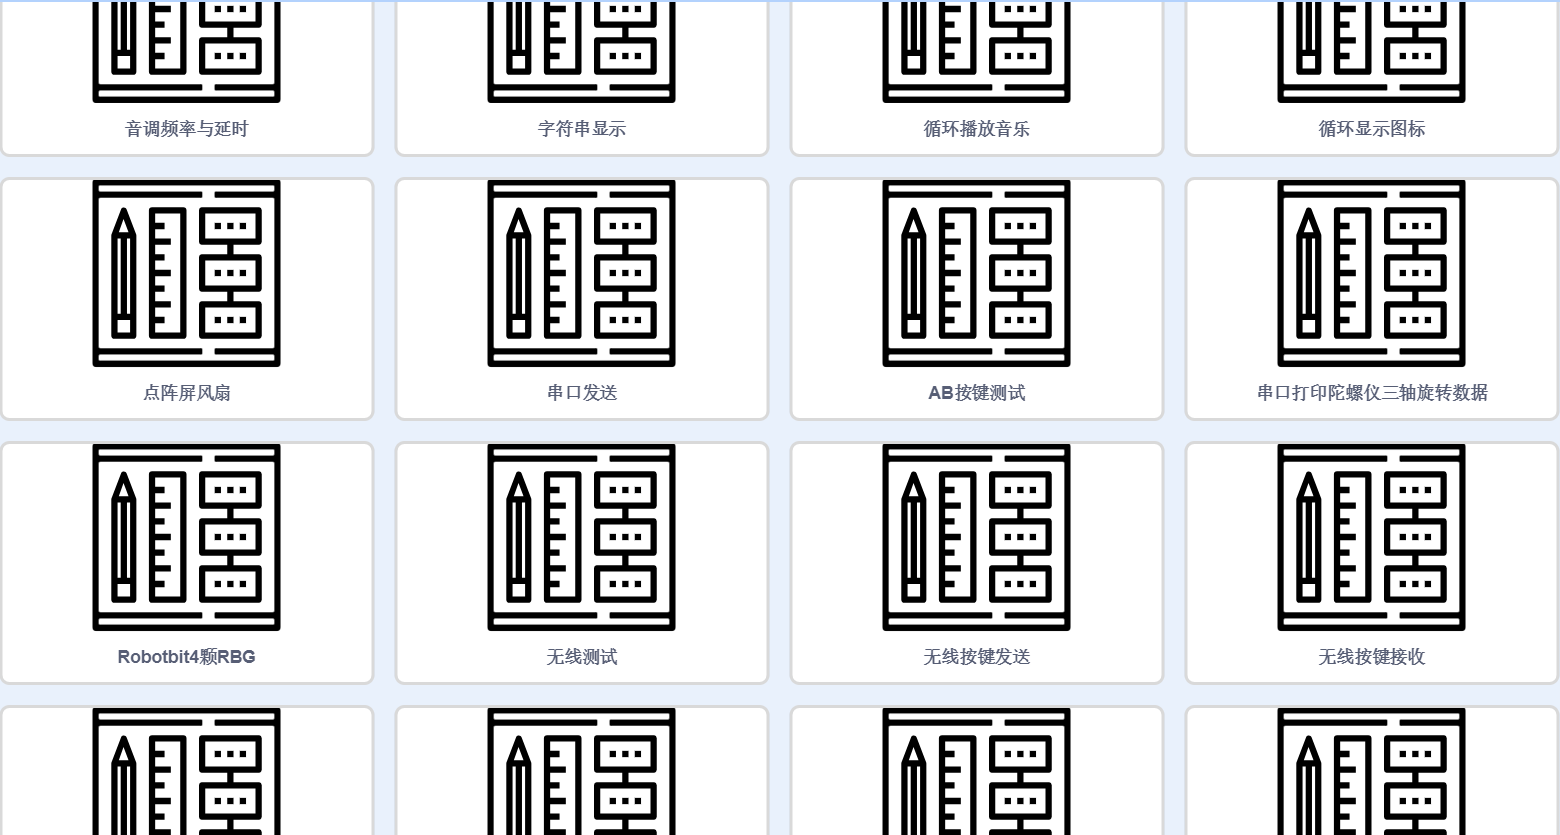 音调频率与延时
字符串显示
循环播放音乐
循环显示图标
点阵屏风扇
串口发送
AB按键测试
串口打印陀螺仪三轴旋转数据
Robotbit4颗RBG
无线测试
无线按键发送
无线按键接收